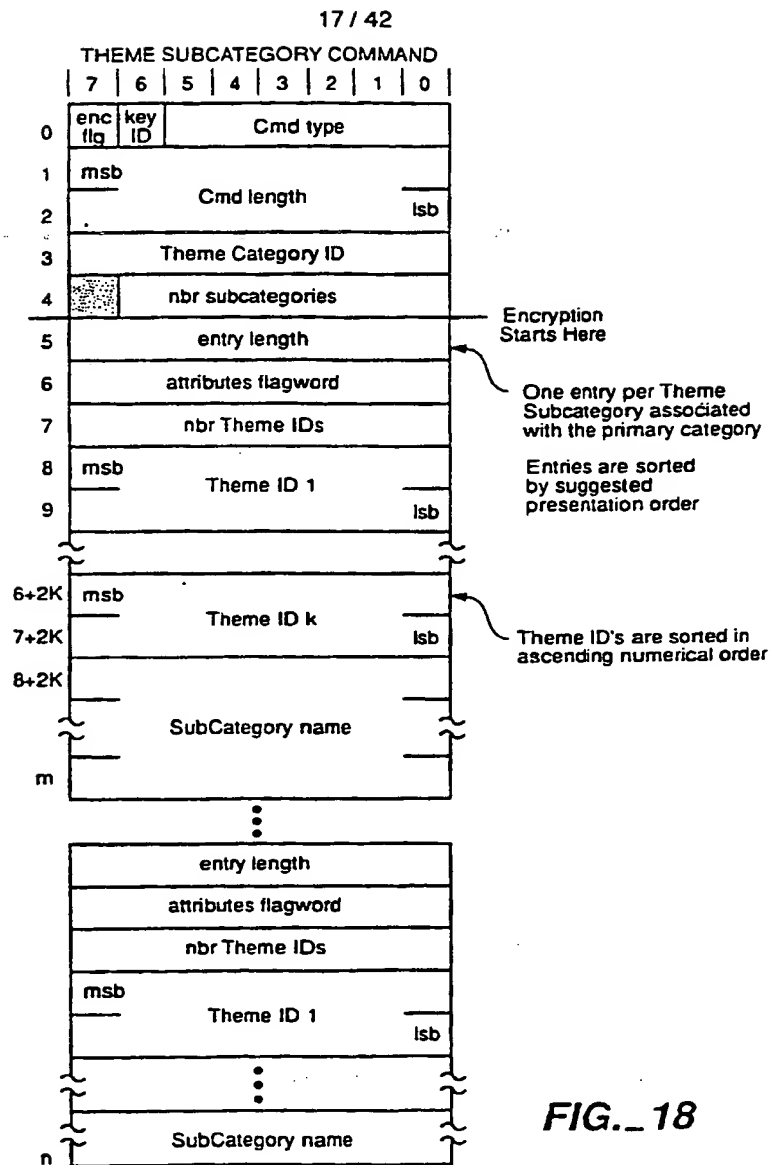 17 / 42
THEME SUBCATEGORY COMMAND
7 | 6 | 5 | 4 | 3 | 2 | 1 | 0
0 enc flg key ID Cmd type
1 msb
Cmd length
2 lsb
3 Theme Category ID
4 nbr subcategories
Encryption
Starts Here
5 entry length
6 attributes flagword
One entry per Theme
Subcategory associated
with the primary category
7 nbr Theme IDs
Entries are sorted
by suggested
presentation order
8 msb
Theme ID 1
9 lsb
6+2K msb
Theme ID k
7+2K lsb
Theme ID's are sorted in
ascending numerical order
8+2K
SubCategory name
m
entry length
attributes flagword
nbr Theme IDs
msb
Theme ID 1
lsb
SubCategory name
n
FIG._18